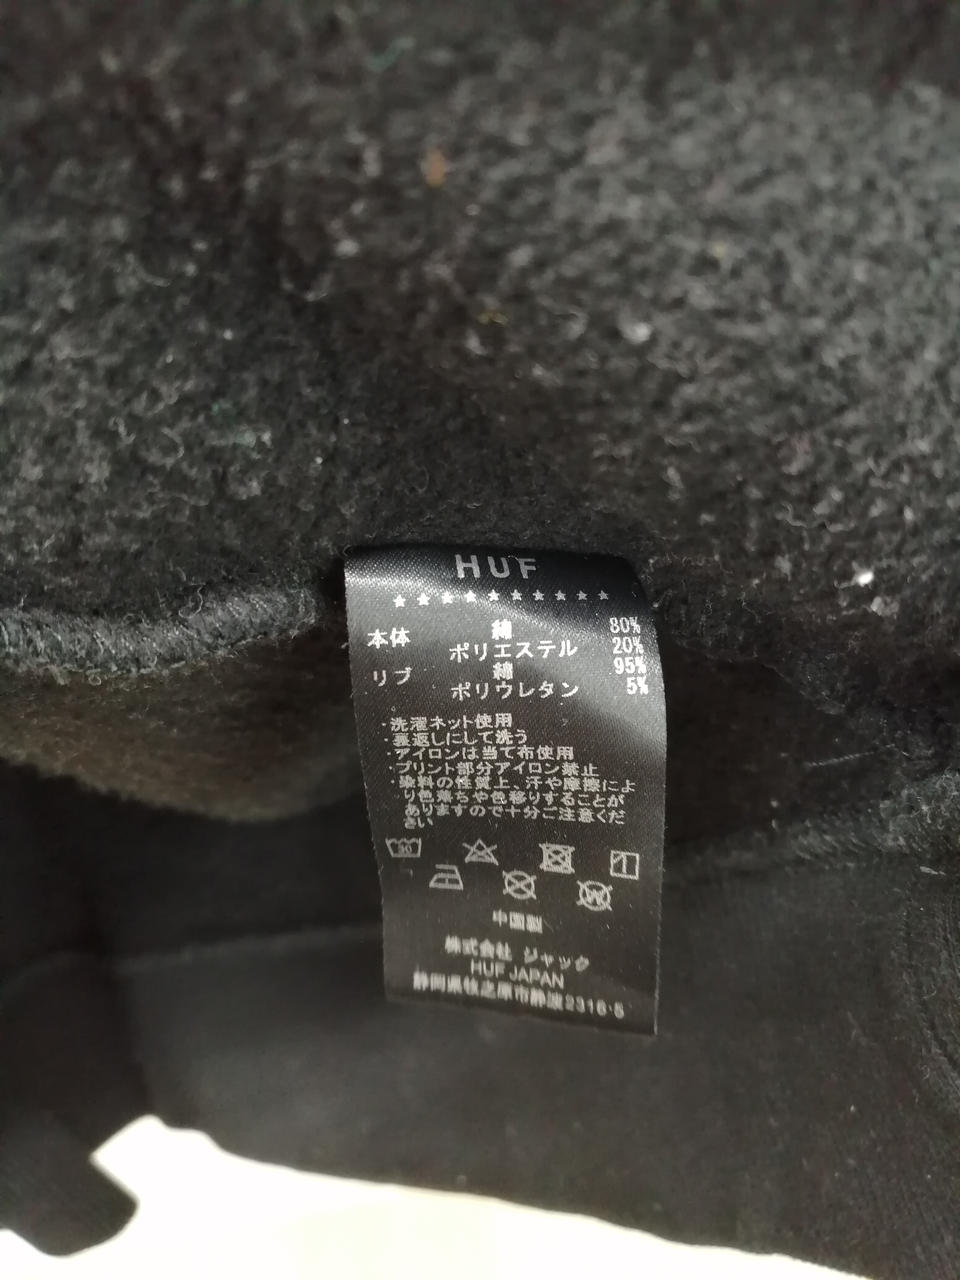 HUF
★★★★★★★★★★
本体 綿 80%
ポリエステル 20%
リブ 綿 95%
ポリウレタン 5%
・洗濯ネット使用
・裏返しにして洗う
・アイロンは当て布使用
・プリント部分アイロン禁止
・染料の性質上、汗や摩擦によ
り色落ちや色移りすることが
ありますので十分ご注意くだ
さい
中国製
株式会社 ジャック
HUF JAPAN
静岡県牧之原市静波2316-5